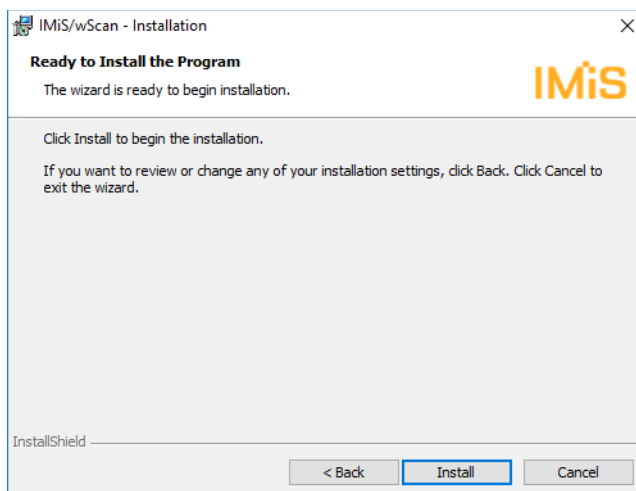 IMiS/wScan - Installation
Ready to Install the Program
The wizard is ready to begin installation.
IMiS
Click Install to begin the installation.
If you want to review or change any of your installation settings, click Back. Click Cancel to
exit the wizard.
InstallShield
< Back
Install
Cancel